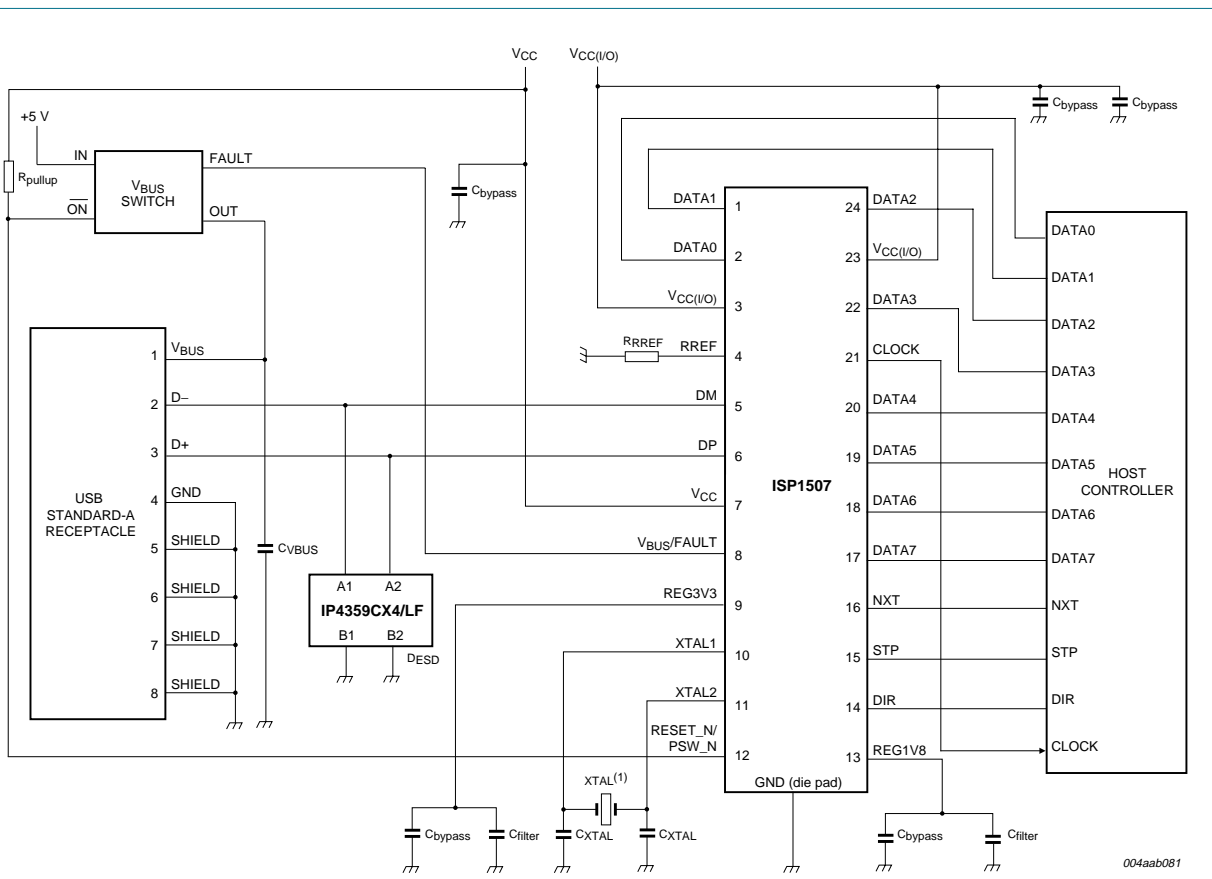 VCC
VCC(I/O)
Cbypass
Cbypass
+5 V
Rpullup
IN
ON
VBUS
SWITCH
FAULT
OUT
Cbypass
USB
STANDARD-A
RECEPTACLE
1
VBUS
2
D−
3
D+
4
GND
5
SHIELD
6
SHIELD
7
SHIELD
8
SHIELD
CVBUS
A1
A2
IP4359CX4/LF
B1
B2
DESD
RRREF
DATA1
1
DATA0
2
VCC(I/O)
3
RREF
4
DM
5
DP
6
VCC
7
VBUS/FAULT
8
REG3V3
9
XTAL1
10
XTAL2
11
RESET_N/
PSW_N
12
ISP1507
GND (die pad)
24
DATA2
23
VCC(I/O)
22
DATA3
21
CLOCK
20
DATA4
19
DATA5
18
DATA6
17
DATA7
16
NXT
15
STP
14
DIR
13
REG1V8
DATA0
DATA1
DATA2
DATA3
DATA4
DATA5
DATA6
DATA7
NXT
STP
DIR
CLOCK
HOST
CONTROLLER
Cbypass
Cfilter
XTAL(1)
CXTAL
CXTAL
Cbypass
Cfilter
004aab081